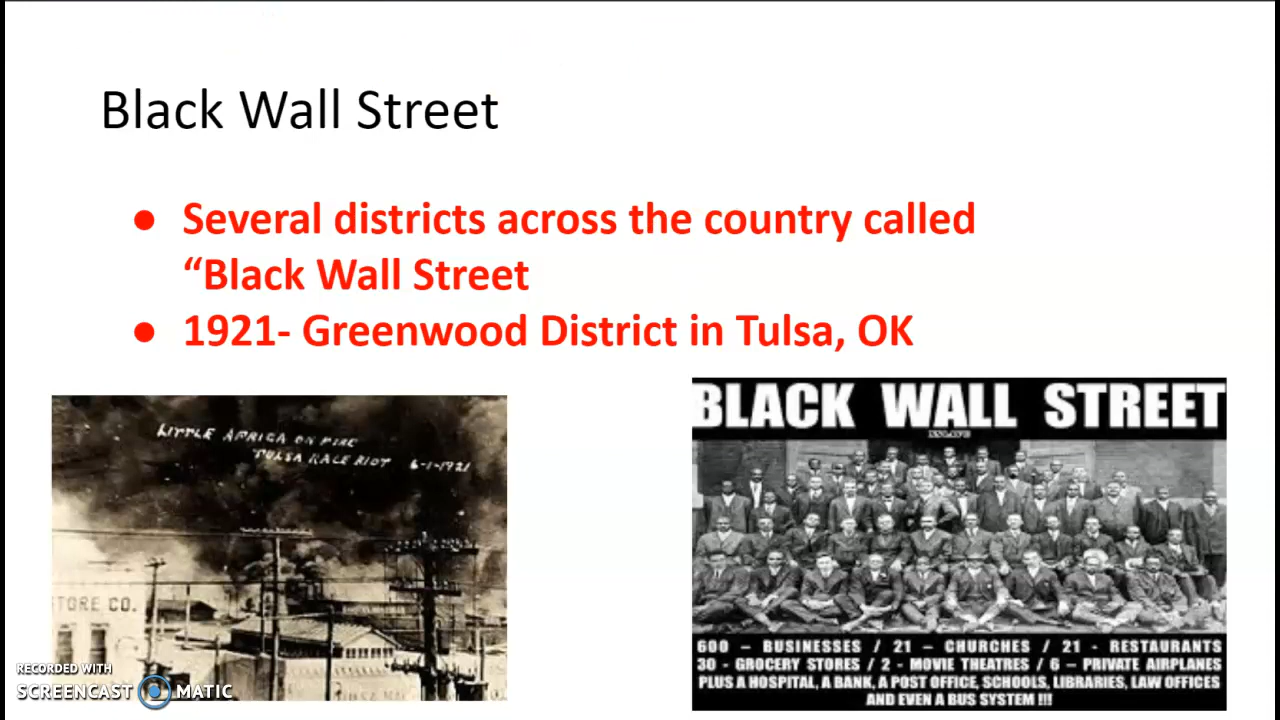 Black Wall Street
● Several districts across the country called
“Black Wall Street
● 1921- Greenwood District in Tulsa, OK
LITTLE AFRICA ON FIRE
TULSA RACE RIOT 6-1-1921
TORE CO.
BLACK WALL STREET
600 – BUSINESSES / 21 – CHURCHES / 21 - RESTAURANTS
30 - GROCERY STORES / 2 - MOVIE THEATRES / 6 – PRIVATE AIRPLANES
PLUS A HOSPITAL, A BANK, A POST OFFICE, SCHOOLS, LIBRARIES, LAW OFFICES
AND EVEN A BUS SYSTEM !!!
RECORDED WITH
SCREENCAST MATIC